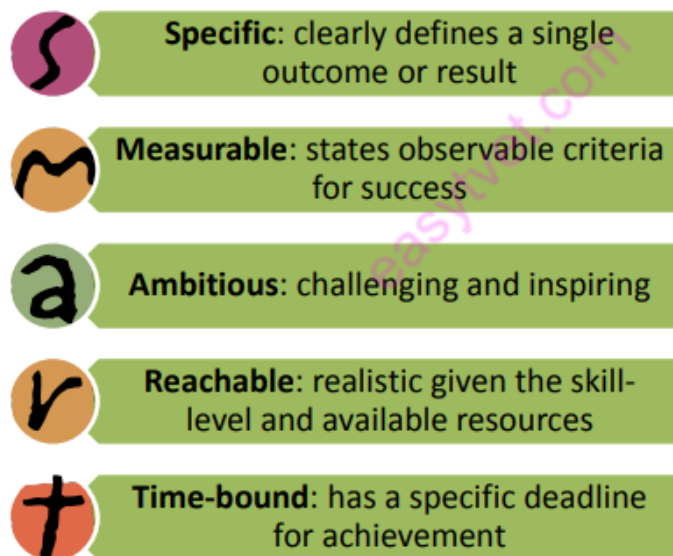 s
Specific: clearly defines a single
outcome or result
m
Measurable: states observable criteria
for success
a
Ambitious: challenging and inspiring
r
Reachable: realistic given the skill-
level and available resources
t
Time-bound: has a specific deadline
for achievement
easytvet.com